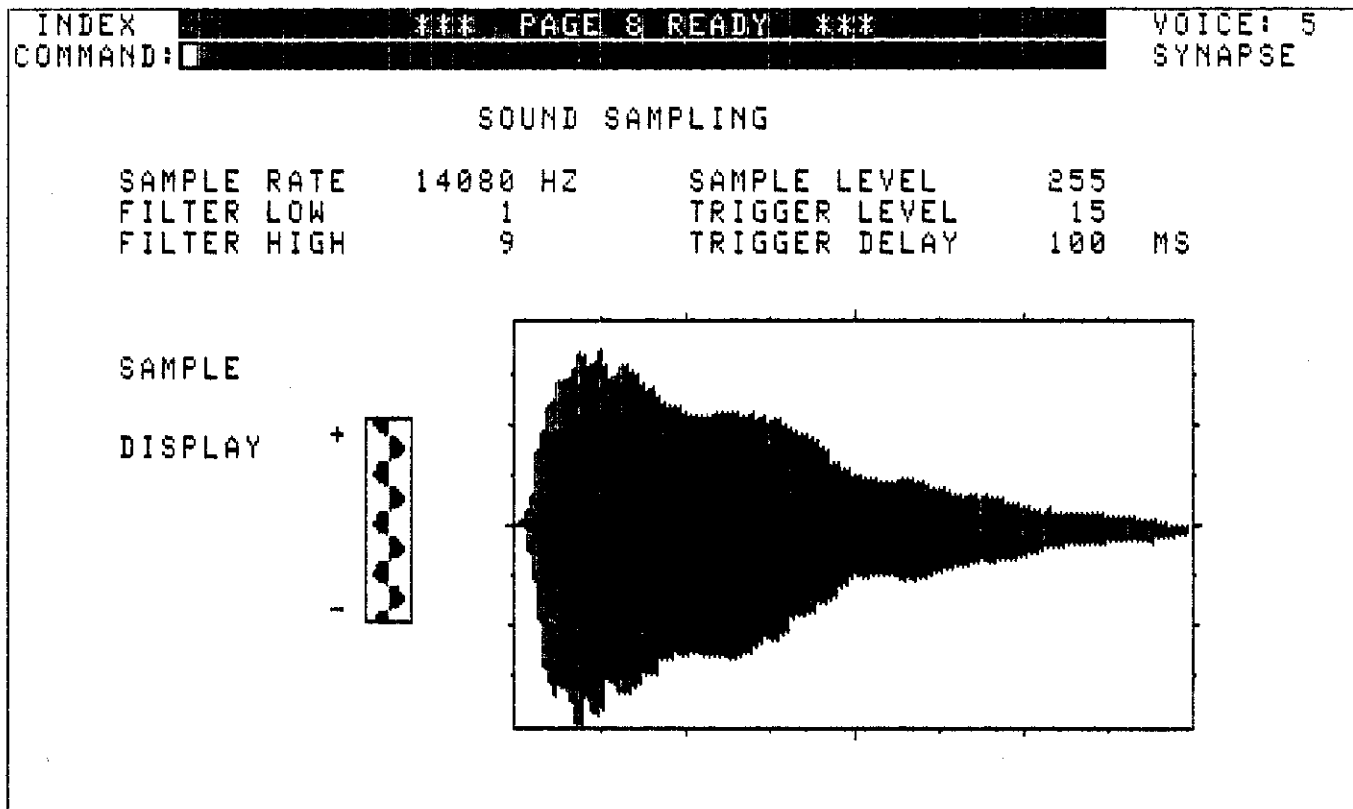 INDEX *** PAGE 8 READY *** VOICE: 5
COMMAND: SYNAPSE
SOUND SAMPLING
SAMPLE RATE 14080 HZ SAMPLE LEVEL 255
FILTER LOW 1 TRIGGER LEVEL 15
FILTER HIGH 9 TRIGGER DELAY 100 MS
SAMPLE
DISPLAY +
-